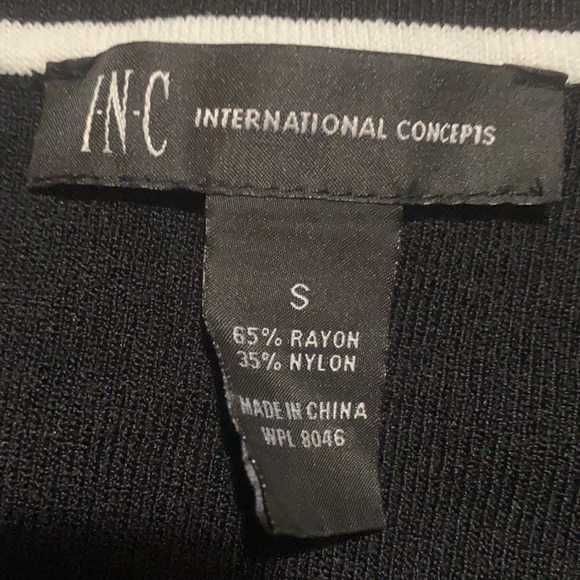 I·N·C INTERNATIONAL CONCEPTS
S
65% RAYON
35% NYLON
MADE IN CHINA
WPL 8046